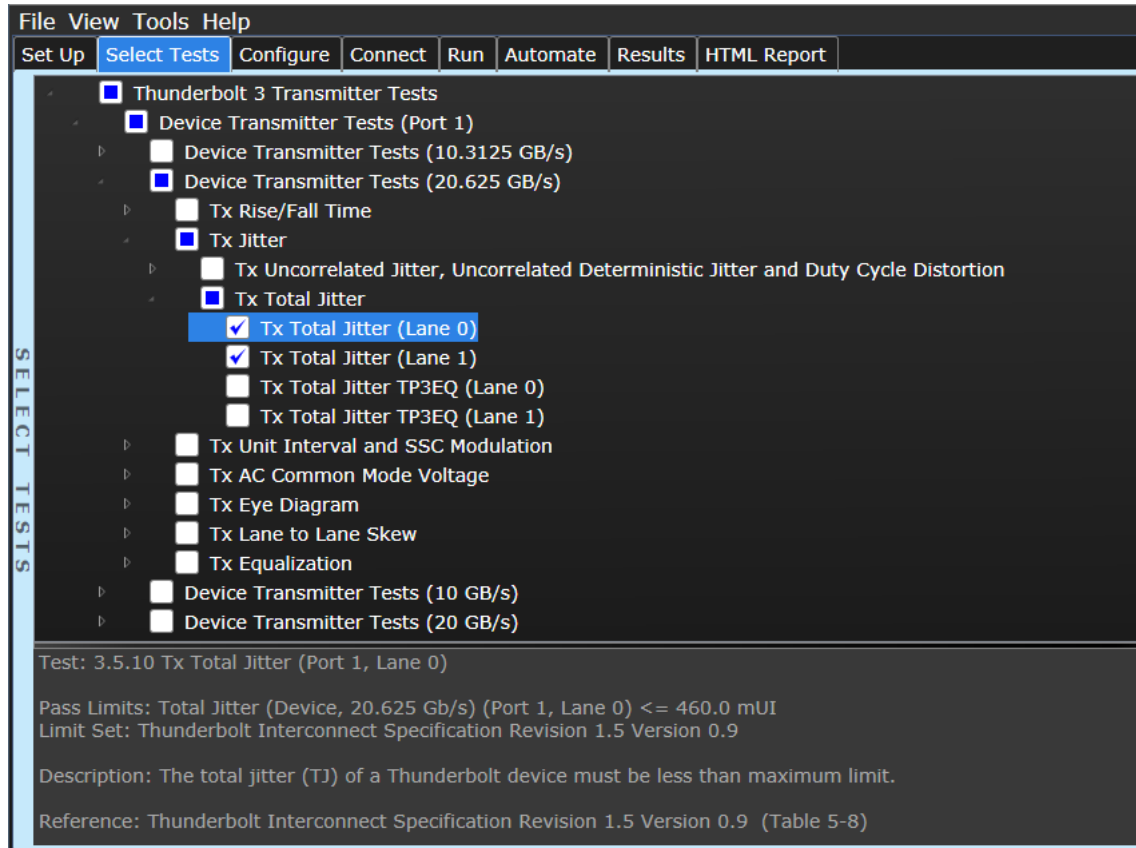 File View Tools Help
Set Up Select Tests Configure Connect Run Automate Results HTML Report
Thunderbolt 3 Transmitter Tests
Device Transmitter Tests (Port 1)
Device Transmitter Tests (10.3125 GB/s)
Device Transmitter Tests (20.625 GB/s)
Tx Rise/Fall Time
Tx Jitter
Tx Uncorrelated Jitter, Uncorrelated Deterministic Jitter and Duty Cycle Distortion
Tx Total Jitter
Tx Total Jitter (Lane 0)
Tx Total Jitter (Lane 1)
Tx Total Jitter TP3EQ (Lane 0)
Tx Total Jitter TP3EQ (Lane 1)
Tx Unit Interval and SSC Modulation
Tx AC Common Mode Voltage
Tx Eye Diagram
Tx Lane to Lane Skew
Tx Equalization
Device Transmitter Tests (10 GB/s)
Device Transmitter Tests (20 GB/s)
SELECT TESTS
Test: 3.5.10 Tx Total Jitter (Port 1, Lane 0)
Pass Limits: Total Jitter (Device, 20.625 Gb/s) (Port 1, Lane 0) <= 460.0 mUI
Limit Set: Thunderbolt Interconnect Specification Revision 1.5 Version 0.9
Description: The total jitter (TJ) of a Thunderbolt device must be less than maximum limit.
Reference: Thunderbolt Interconnect Specification Revision 1.5 Version 0.9 (Table 5-8)